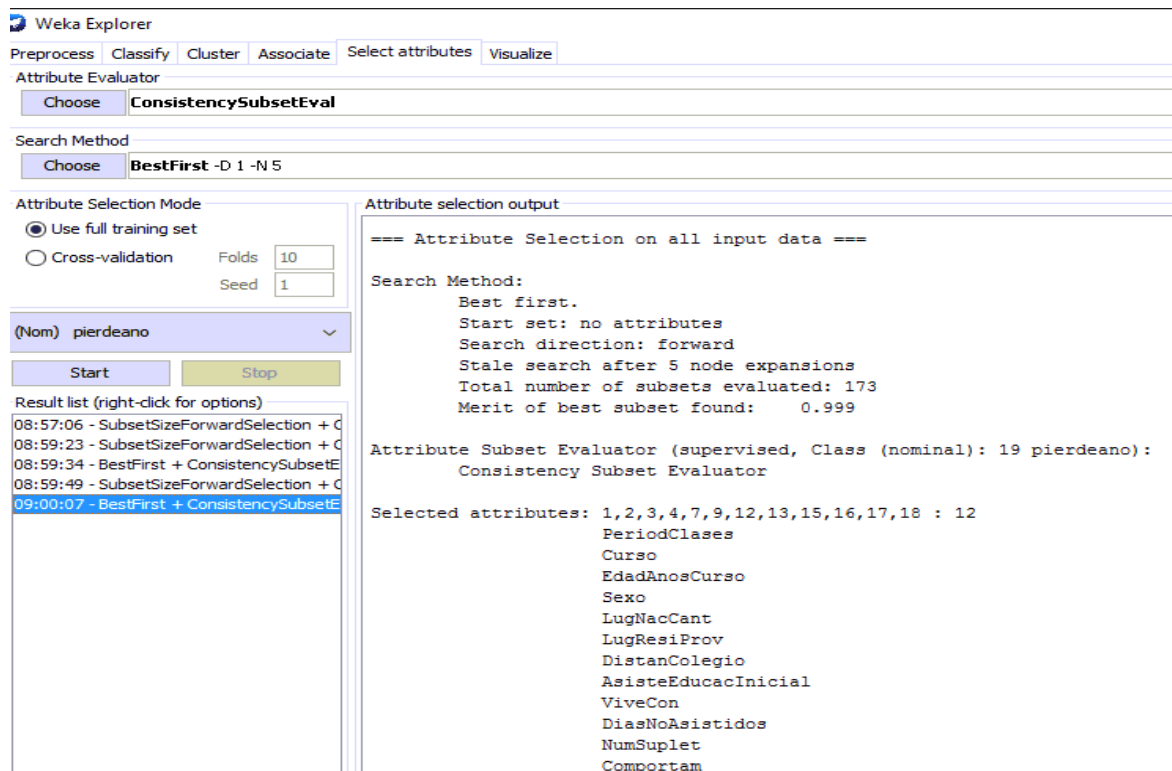 Weka Explorer
Preprocess Classify Cluster Associate Select attributes Visualize
Attribute Evaluator
Choose ConsistencySubsetEval
Search Method
Choose BestFirst -D 1 -N 5
Attribute Selection Mode
Use full training set
Cross-validation Folds 10
Seed 1
(Nom) pierdeano
Start Stop
Result list (right-click for options)
08:57:06 - SubsetSizeForwardSelection + C
08:59:23 - SubsetSizeForwardSelection + C
08:59:34 - BestFirst + ConsistencySubsetE
08:59:49 - SubsetSizeForwardSelection + C
09:00:07 - BestFirst + ConsistencySubsetE
Attribute selection output
=== Attribute Selection on all input data ===
Search Method:
Best first.
Start set: no attributes
Search direction: forward
Stale search after 5 node expansions
Total number of subsets evaluated: 173
Merit of best subset found: 0.999
Attribute Subset Evaluator (supervised, Class (nominal): 19 pierdeano):
Consistency Subset Evaluator
Selected attributes: 1,2,3,4,7,9,12,13,15,16,17,18 : 12
PeriodClases
Curso
EdadAnosCurso
Sexo
LugNacCant
LugResiProv
DistanColegio
AsisteEducacInicial
ViveCon
DiasNoAsistidos
NumSuplet
Comportam